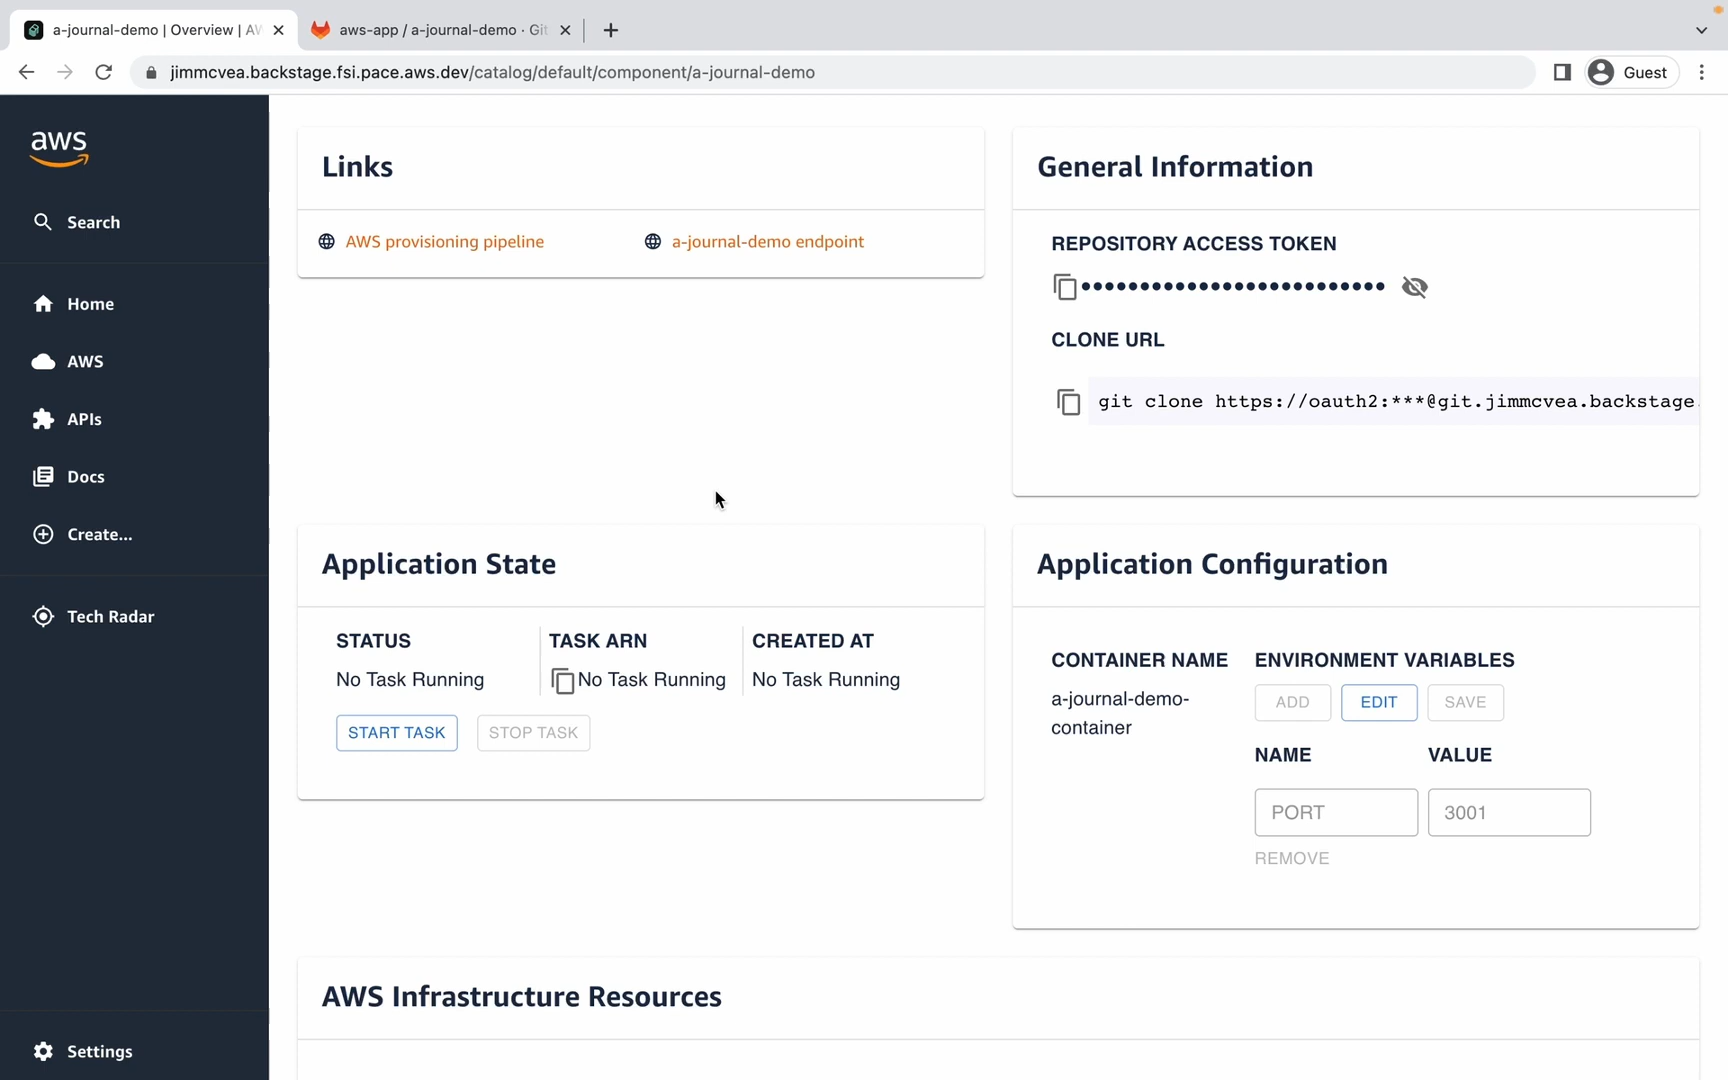 a-journal-demo | Overview | AW
aws-app / a-journal-demo · Git
jimmcvea.backstage.fsi.pace.aws.dev/catalog/default/component/a-journal-demo
Guest
aws
Search
Home
AWS
APIs
Docs
Create...
Tech Radar
Settings
Links
AWS provisioning pipeline
a-journal-demo endpoint
General Information
REPOSITORY ACCESS TOKEN
••••••••••••••••••••••••••
CLONE URL
git clone https://oauth2:***@git.jimmcvea.backstage.
Application State
STATUS
TASK ARN
CREATED AT
No Task Running
No Task Running
No Task Running
START TASK
STOP TASK
Application Configuration
CONTAINER NAME
a-journal-demo-
container
ENVIRONMENT VARIABLES
ADD
EDIT
SAVE
NAME
VALUE
PORT
3001
REMOVE
AWS Infrastructure Resources